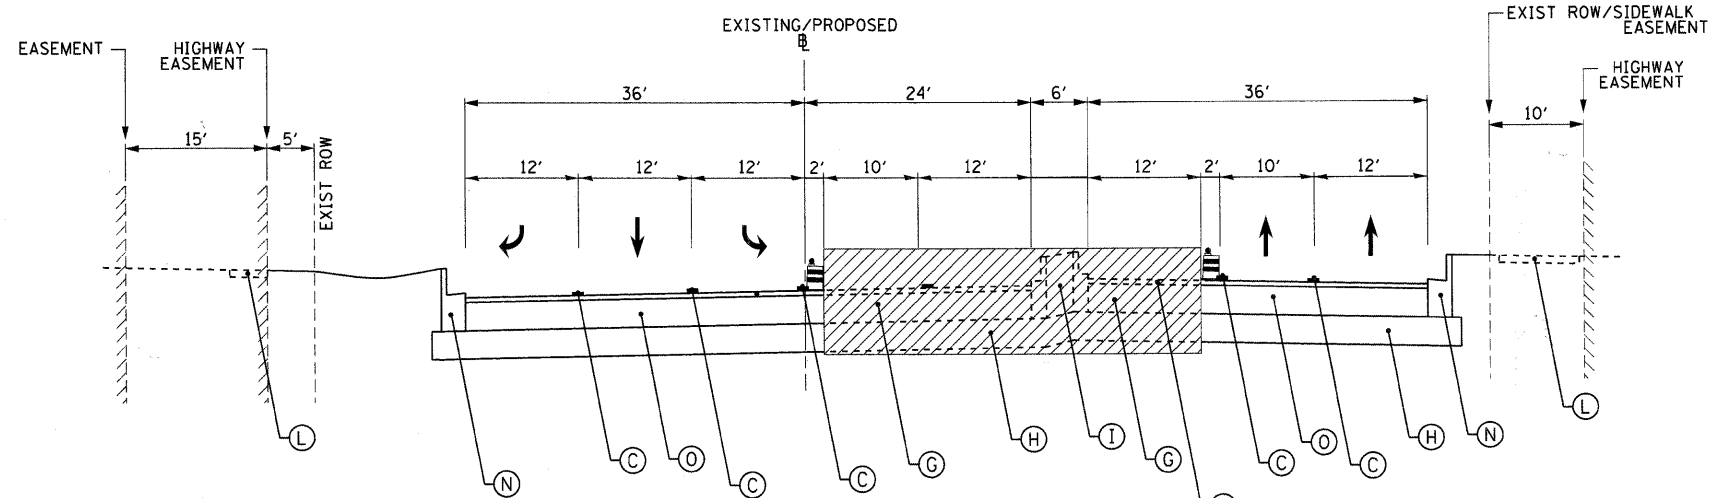 EXISTING/PROPOSED
BL
EASEMENT
HIGHWAY
EASEMENT
EXIST ROW/SIDEWALK
EASEMENT
HIGHWAY
EASEMENT
36' 24' 6' 36'
15' 5' 10'
EXIST ROW
12' 12' 12' 2' 10' 12' 12' 2' 10' 12'
L N C O C C G H I G C O C H N L